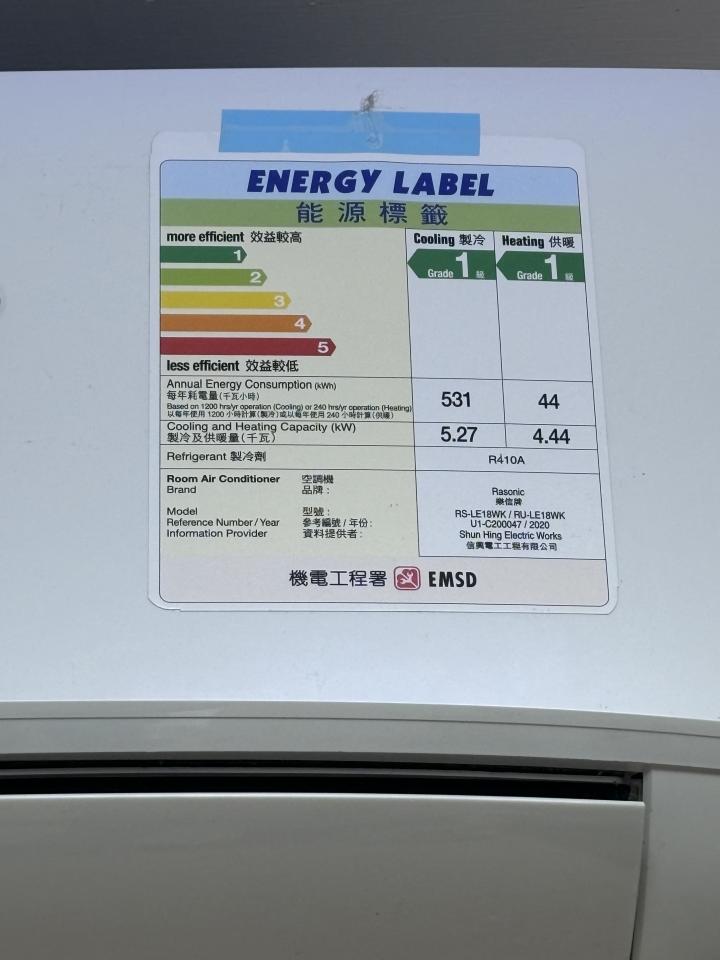 ENERGY LABEL
能源標籤
more efficient 效益較高
1
2
3
4
5
less efficient 效益較低
Cooling 製冷
Grade 1 級
Heating 供暖
Grade 1 級
Annual Energy Consumption (kWh)
每年耗電量(千瓦小時)
Based on 1200 hrs/yr operation (Cooling) or 240 hrs/yr operation (Heating)
以每年使用 1200 小時計算(製冷)或以每年使用 240 小時計算(供暖)
531
44
Cooling and Heating Capacity (kW)
製冷及供暖量(千瓦)
5.27
4.44
Refrigerant 製冷劑
R410A
Room Air Conditioner 空調機
Brand 品牌：
Rasonic
樂信牌
Model 型號：
RS-LE18WK / RU-LE18WK
Reference Number / Year 參考編號 / 年份：
U1-C200047 / 2020
Information Provider 資料提供者：
Shun Hing Electric Works
信興電工工程有限公司
機電工程署 EMSD